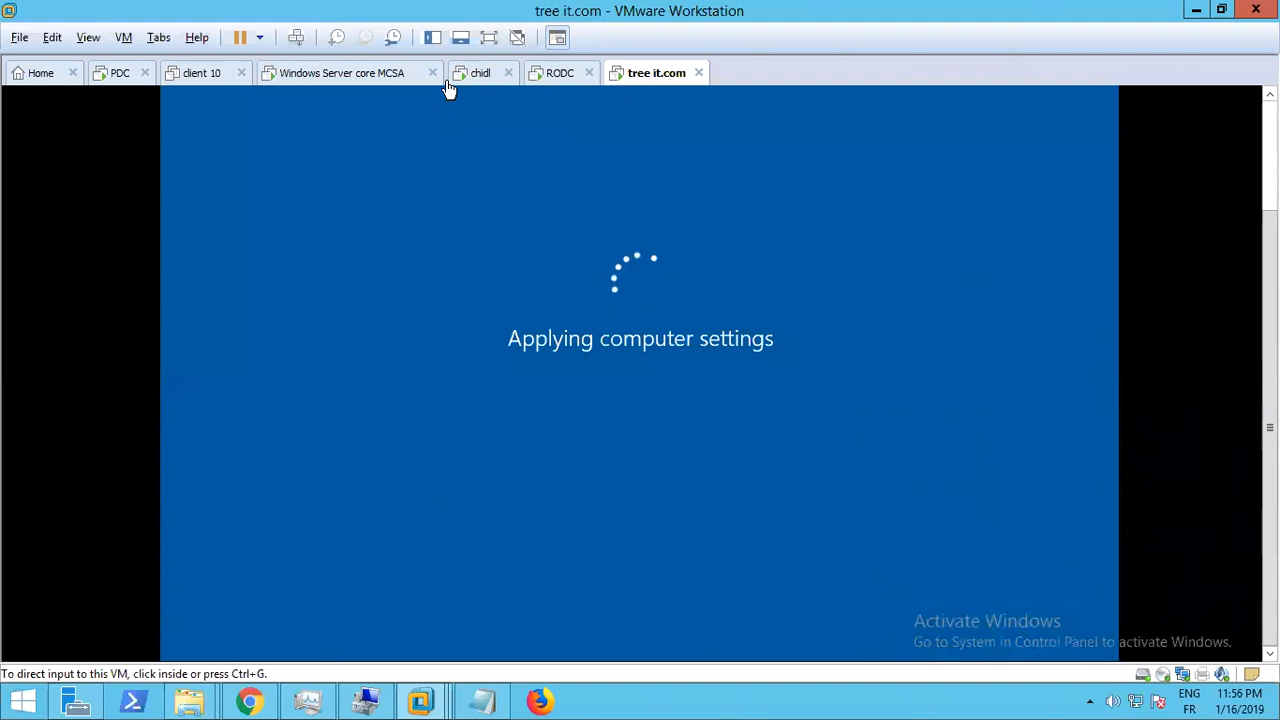 tree it.com - VMware Workstation
File Edit View VM Tabs Help
Home PDC client 10 Windows Server core MCSA chidl RODC tree it.com
Applying computer settings
Activate Windows
Go to System in Control Panel to activate Windows.
To direct input to this VM, click inside or press Ctrl+G.
ENG 11:56 PM
FR 1/16/2019